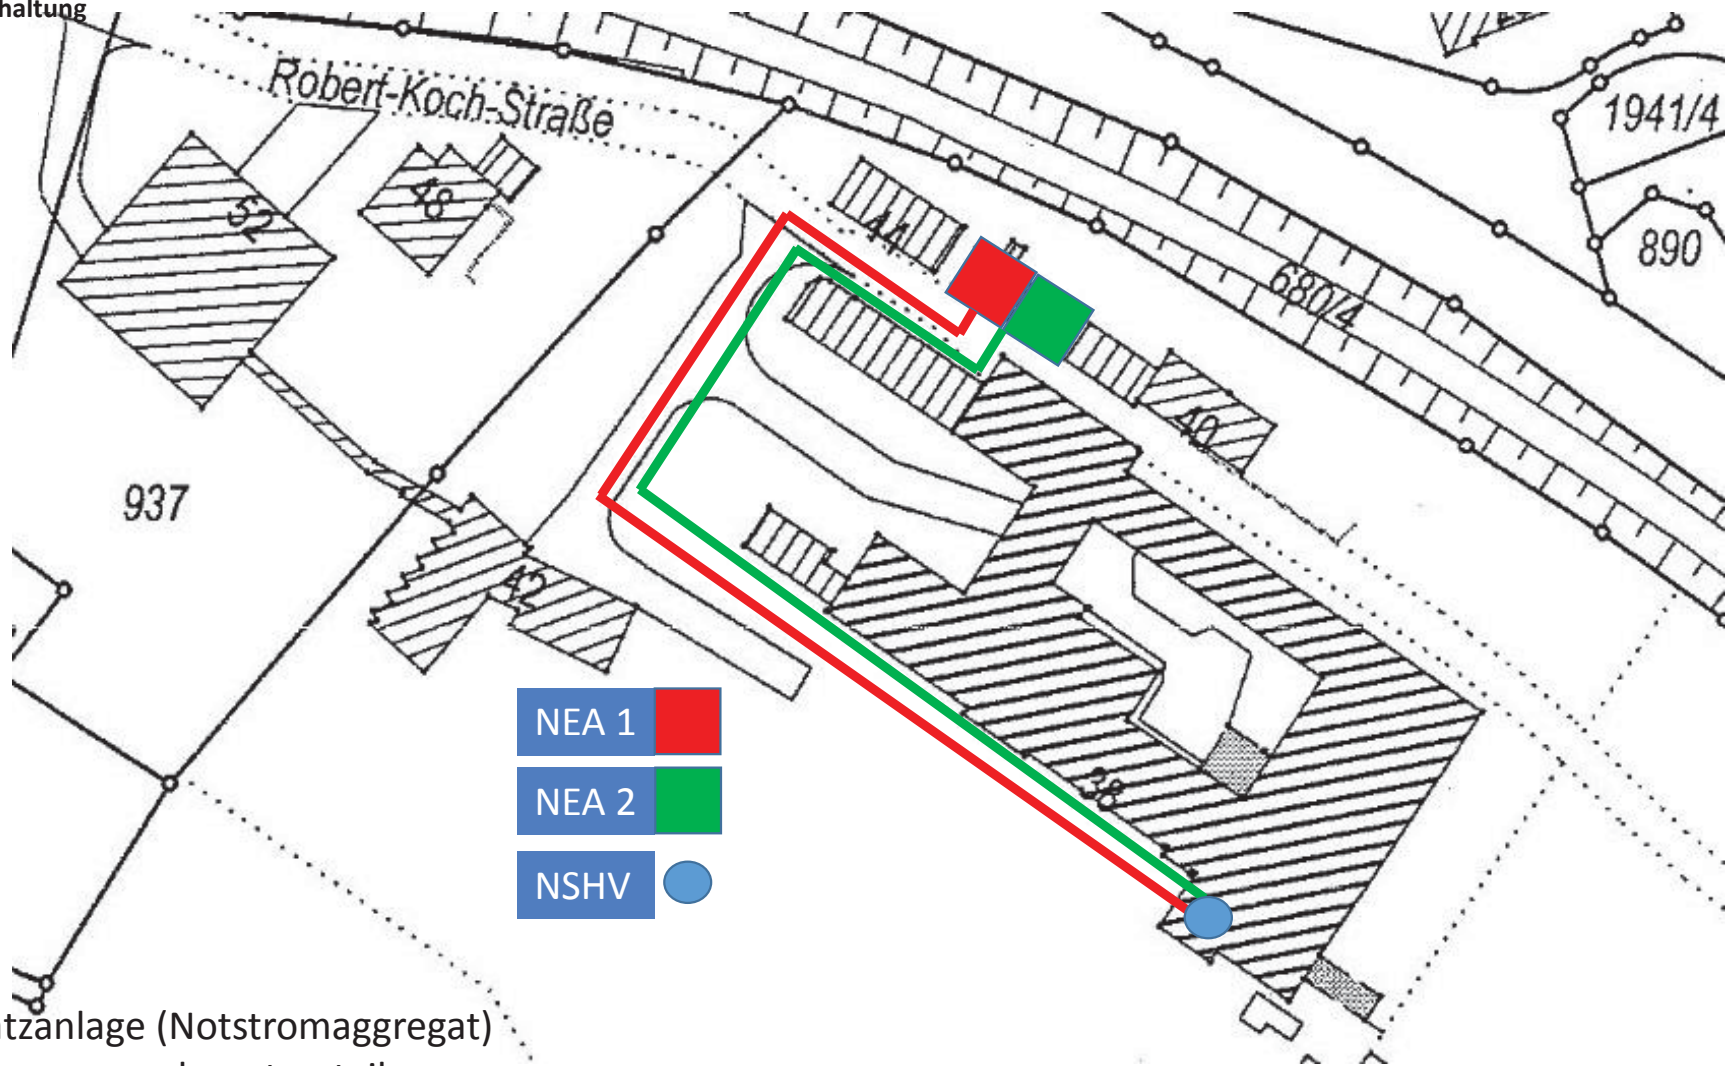 haltung
Robert-Koch-Straße
1941/4
52
48
44
890
680/4
40
937
42
NEA 1
NEA 2
38
NSHV
tzanlage (Notstromaggregat)